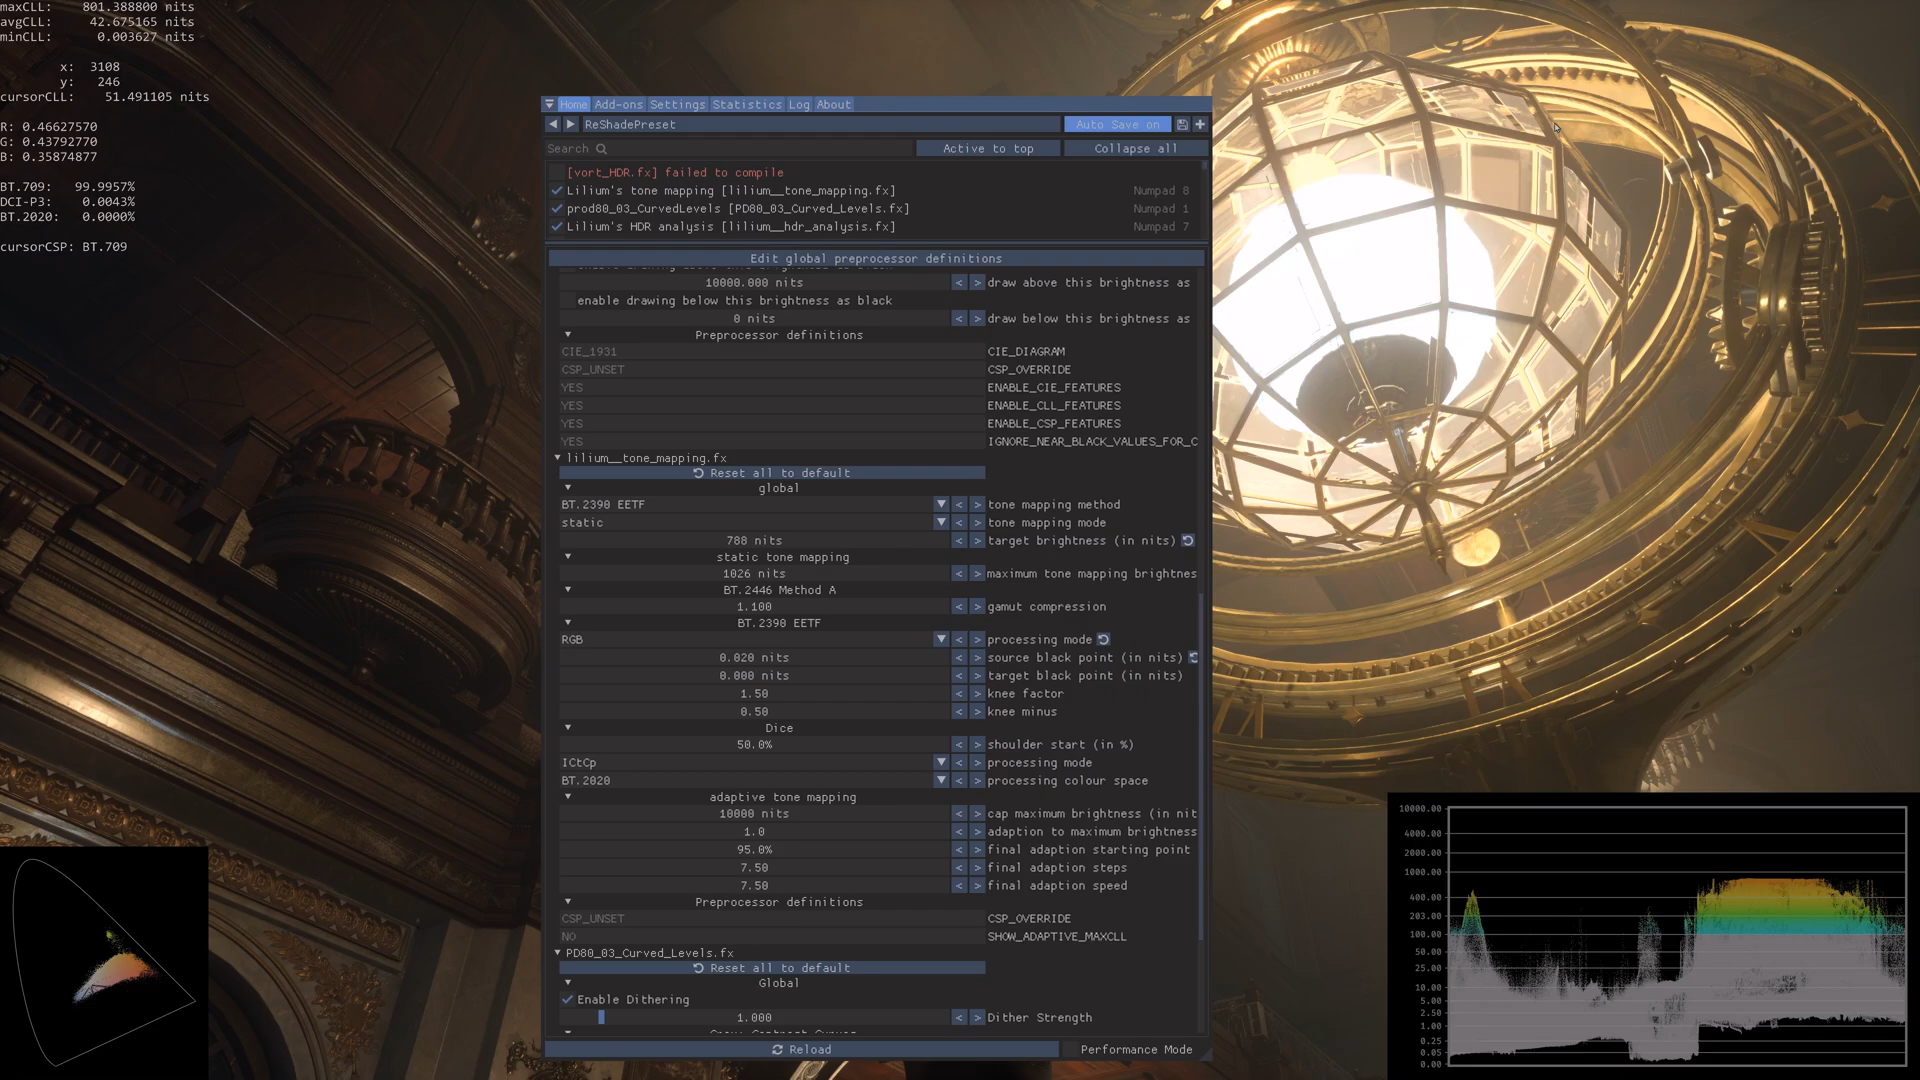 maxCLL: 801.388800 nits
avgCLL: 42.675165 nits
minCLL: 0.003627 nits
x: 3108
y: 246
cursorCLL: 51.491105 nits
R: 0.46627570
G: 0.43792770
B: 0.35874877
BT.709: 99.9957%
DCI-P3: 0.0043%
BT.2020: 0.0000%
cursorCSP: BT.709
Home Add-ons Settings Statistics Log About
ReShadePreset Auto Save on
Search Active to top Collapse all
[vort_HDR.fx] failed to compile
Lilium's tone mapping [lilium__tone_mapping.fx] Numpad 8
prod80_03_CurvedLevels [PD80_03_Curved_Levels.fx] Numpad 1
Lilium's HDR analysis [lilium__hdr_analysis.fx] Numpad 7
Edit global preprocessor definitions
10000.000 nits < > draw above this brightness as
enable drawing below this brightness as black
0 nits < > draw below this brightness as
Preprocessor definitions
CIE_1931 CIE_DIAGRAM
CSP_UNSET CSP_OVERRIDE
YES ENABLE_CIE_FEATURES
YES ENABLE_CLL_FEATURES
YES ENABLE_CSP_FEATURES
YES IGNORE_NEAR_BLACK_VALUES_FOR_C
lilium__tone_mapping.fx
Reset all to default
global
BT.2390 EETF < > tone mapping method
static < > tone mapping mode
788 nits < > target brightness (in nits)
static tone mapping
1026 nits < > maximum tone mapping brightnes
BT.2446 Method A
1.100 < > gamut compression
BT.2390 EETF
RGB < > processing mode
0.020 nits < > source black point (in nits)
0.000 nits < > target black point (in nits)
1.50 < > knee factor
0.50 < > knee minus
Dice
50.0% < > shoulder start (in %)
ICtCp < > processing mode
BT.2020 < > processing colour space
adaptive tone mapping
10000 nits < > cap maximum brightness (in nit
1.0 < > adaption to maximum brightness
95.0% < > final adaption starting point
7.50 < > final adaption steps
7.50 < > final adaption speed
Preprocessor definitions
CSP_UNSET CSP_OVERRIDE
NO SHOW_ADAPTIVE_MAXCLL
PD80_03_Curved_Levels.fx
Reset all to default
Global
Enable Dithering
1.000 < > Dither Strength
Reload Performance Mode
10000.00
4000.00
2000.00
1000.00
400.00
203.00
100.00
50.00
25.00
10.00
5.00
2.50
1.00
0.25
0.05
0.00